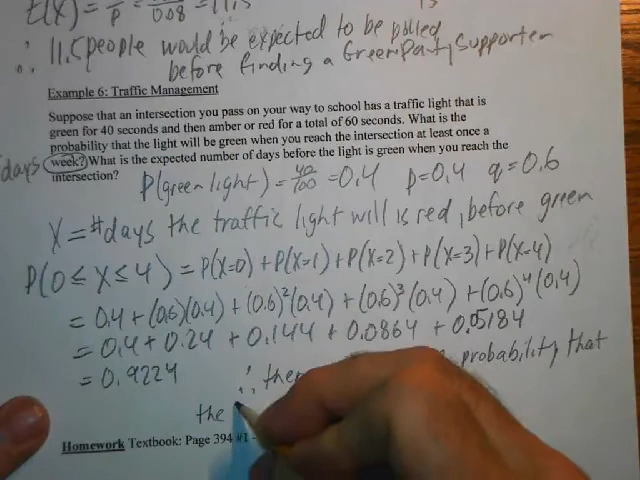 E(X) = 1/p = 0.08 = 11.5
∴ 11.5 people would be expected to be polled
before finding a Green Party Supporter
Example 6: Traffic Management
Suppose that an intersection you pass on your way to school has a traffic light that is
green for 40 seconds and then amber or red for a total of 60 seconds. What is the
probability that the light will be green when you reach the intersection at least once a
days week? What is the expected number of days before the light is green when you reach the
intersection? P(green light) = 40/100 = 0.4 p = 0.4 q = 0.6
X = # days the traffic light will is red, before green
P(0 ≤ X ≤ 4) = P(X=0) + P(X=1) + P(X=2) + P(X=3) + P(X=4)
= 0.4 + (0.6)(0.4) + (0.6)²(0.4) + (0.6)³(0.4) + (0.6)⁴(0.4)
= 0.4 + 0.24 + 0.144 + 0.0864 + 0.05184
= 0.9224 ∴ probability that
the
Homework Textbook: Page 394 #1 -